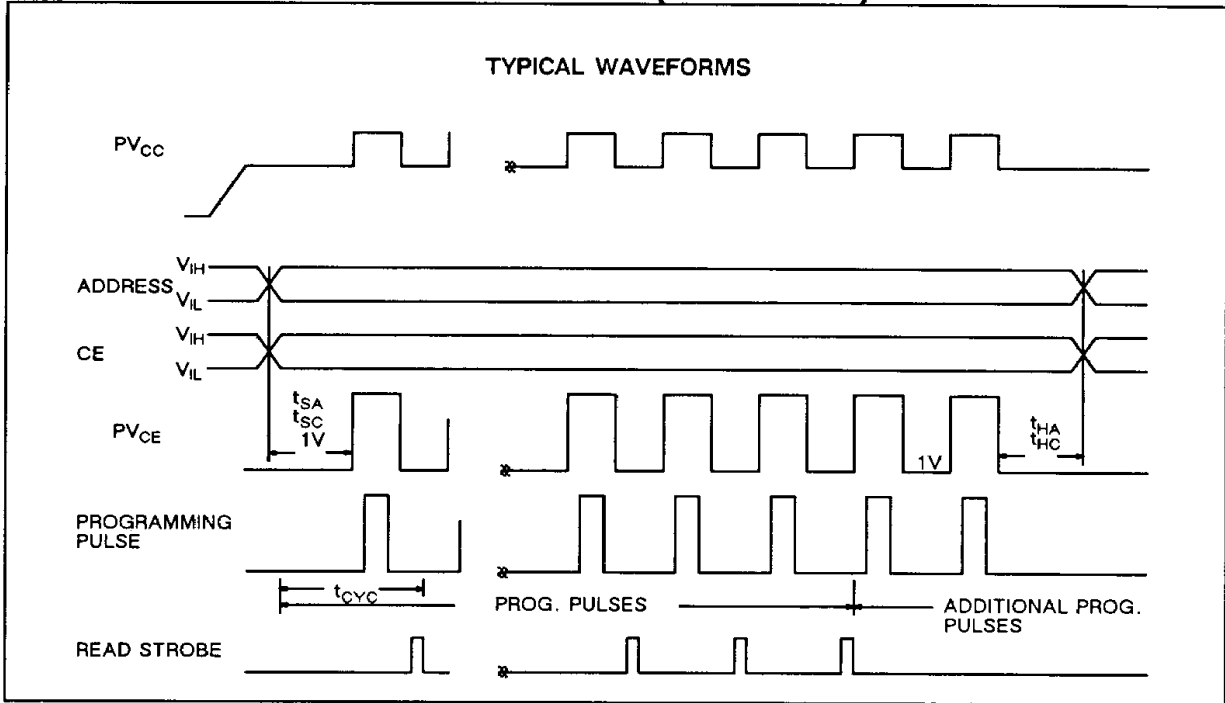 TYPICAL WAVEFORMS
PVCC
ADDRESS VIH
VIL
CE VIH
VIL
PVCE
tSA
tSC
1V
1V
tHA
tHC
PROGRAMMING
PULSE
tCYC
PROG. PULSES
ADDITIONAL PROG.
PULSES
READ STROBE